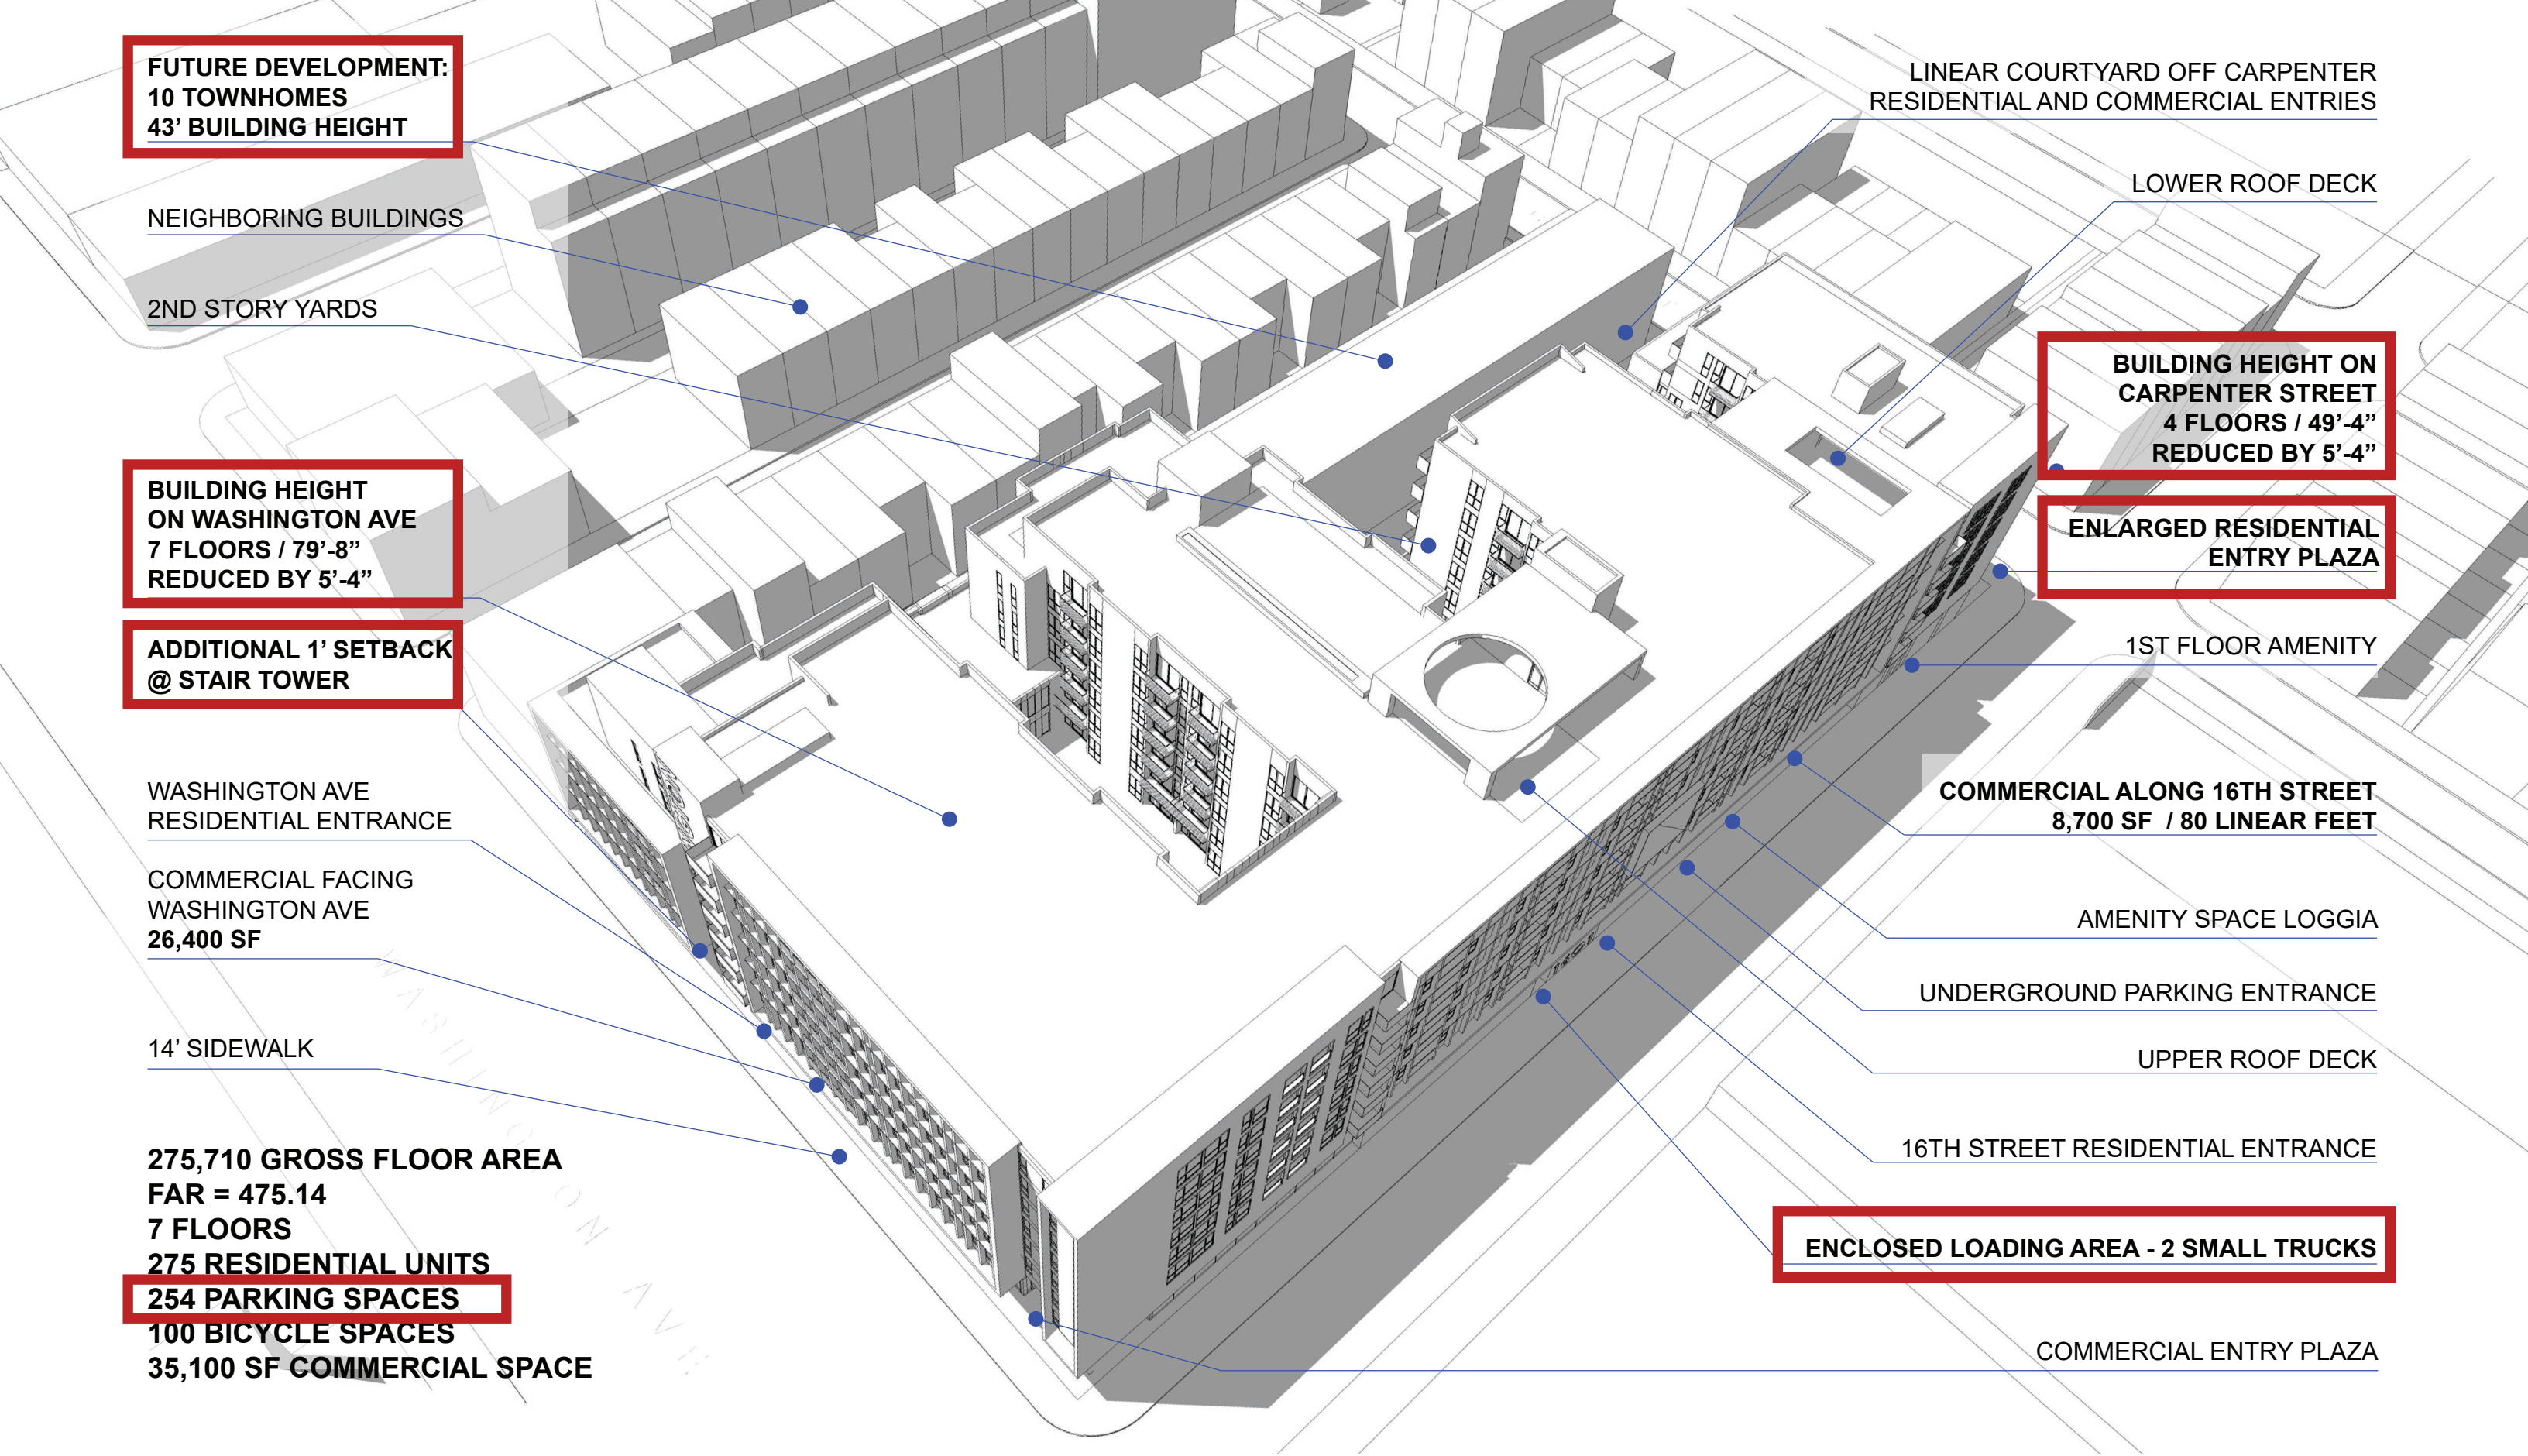 FUTURE DEVELOPMENT:
10 TOWNHOMES
43’ BUILDING HEIGHT
NEIGHBORING BUILDINGS
2ND STORY YARDS
BUILDING HEIGHT
ON WASHINGTON AVE
7 FLOORS / 79’-8”
REDUCED BY 5’-4”
ADDITIONAL 1’ SETBACK
@ STAIR TOWER
WASHINGTON AVE
RESIDENTIAL ENTRANCE
COMMERCIAL FACING
WASHINGTON AVE
26,400 SF
14’ SIDEWALK
275,710 GROSS FLOOR AREA
FAR = 475.14
7 FLOORS
275 RESIDENTIAL UNITS
254 PARKING SPACES
100 BICYCLE SPACES
35,100 SF COMMERCIAL SPACE
WASHINGTON AVE
LINEAR COURTYARD OFF CARPENTER
RESIDENTIAL AND COMMERCIAL ENTRIES
LOWER ROOF DECK
BUILDING HEIGHT ON
CARPENTER STREET
4 FLOORS / 49’-4”
REDUCED BY 5’-4”
ENLARGED RESIDENTIAL
ENTRY PLAZA
1ST FLOOR AMENITY
COMMERCIAL ALONG 16TH STREET
8,700 SF / 80 LINEAR FEET
AMENITY SPACE LOGGIA
UNDERGROUND PARKING ENTRANCE
UPPER ROOF DECK
16TH STREET RESIDENTIAL ENTRANCE
ENCLOSED LOADING AREA - 2 SMALL TRUCKS
COMMERCIAL ENTRY PLAZA